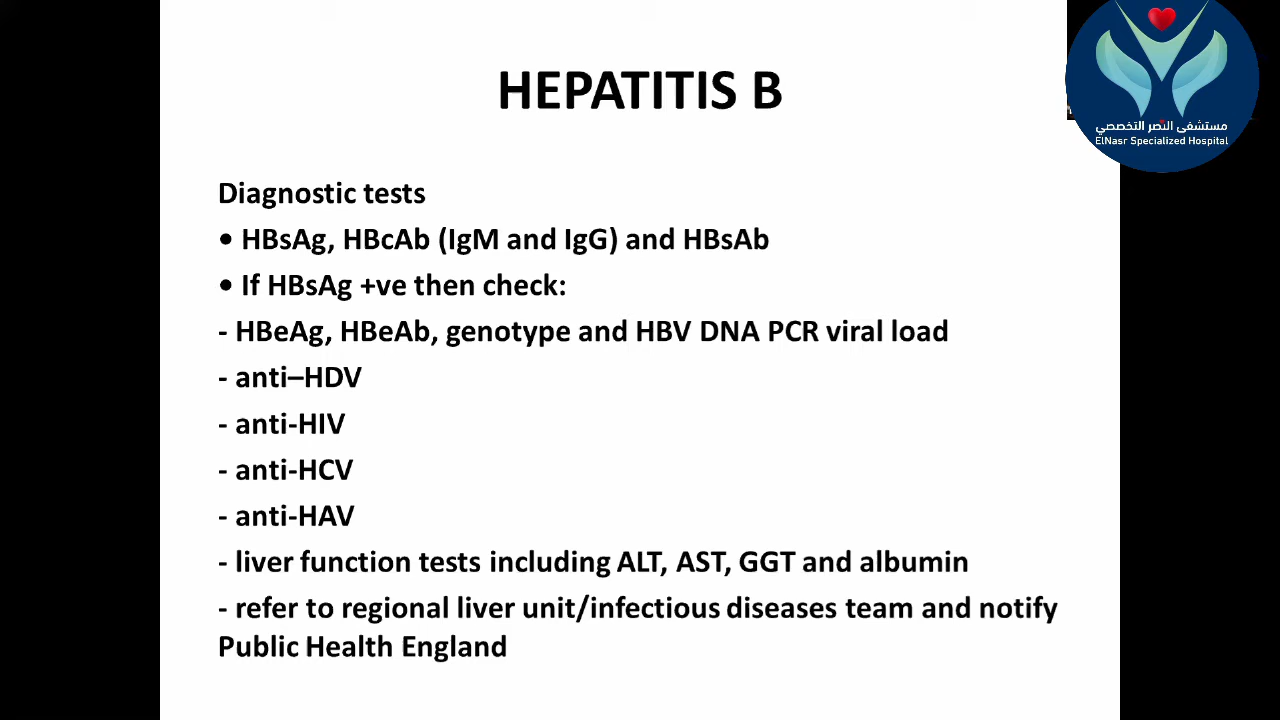 HEPATITIS B
مستشفى النصر التخصصي
ElNasr Specialized Hospital
Diagnostic tests
• HBsAg, HBcAb (IgM and IgG) and HBsAb
• If HBsAg +ve then check:
- HBeAg, HBeAb, genotype and HBV DNA PCR viral load
- anti–HDV
- anti-HIV
- anti-HCV
- anti-HAV
- liver function tests including ALT, AST, GGT and albumin
- refer to regional liver unit/infectious diseases team and notify
Public Health England